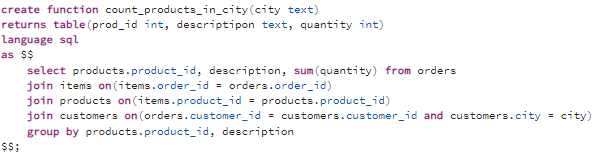 create function count_products_in_city(city text)
returns table(prod_id int, descriptipon text, quantity int)
language sql
as $$
    select products.product_id, description, sum(quantity) from orders
    join items on(items.order_id = orders.order_id)
    join products on(items.product_id = products.product_id)
    join customers on(orders.customer_id = customers.customer_id and customers.city = city)
    group by products.product_id, description
$$;